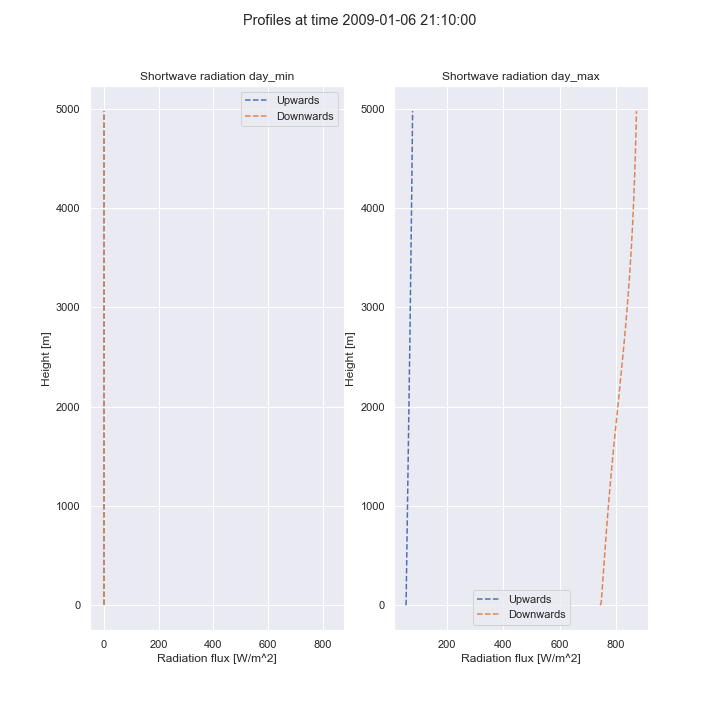 Profiles at time 2009-01-06 21:10:00
Shortwave radiation day_min
Upwards
Downwards
5000
4000
3000
2000
1000
0
Height [m]
0 200 400 600 800
Radiation flux [W/m^2]
Shortwave radiation day_max
5000
4000
3000
2000
1000
0
Height [m]
Upwards
Downwards
200 400 600 800
Radiation flux [W/m^2]